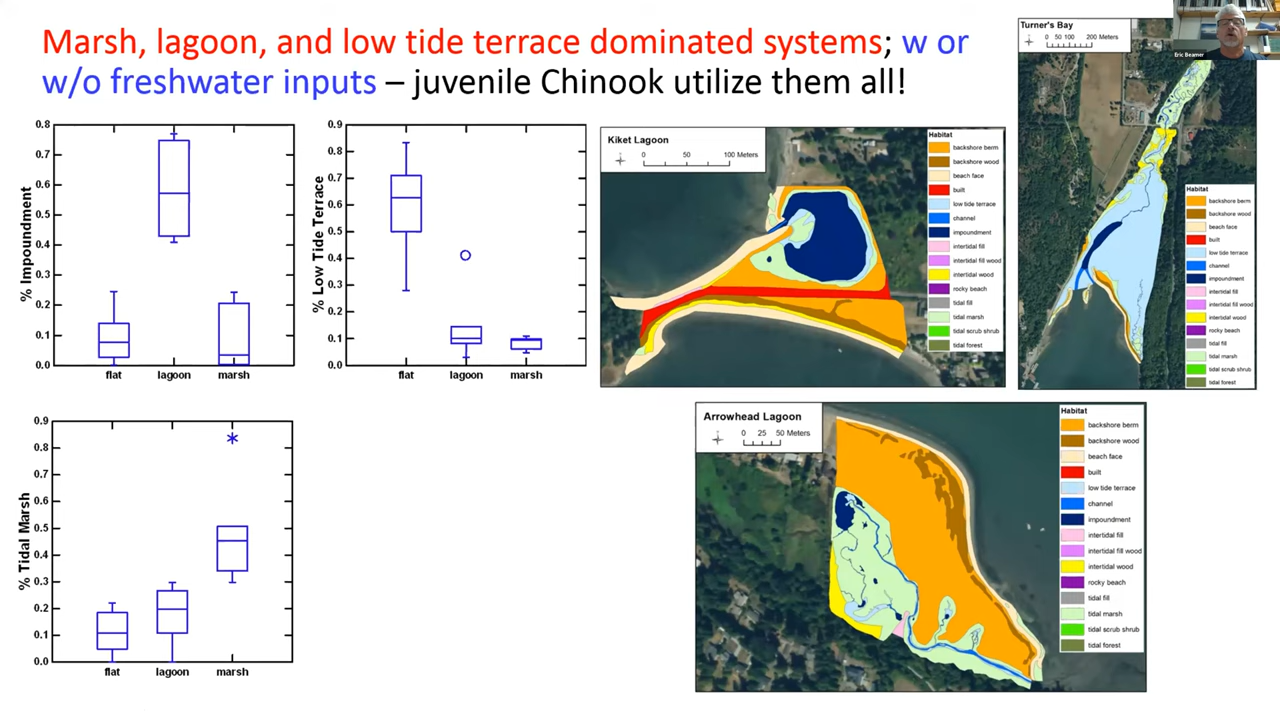 Marsh, lagoon, and low tide terrace dominated systems; w or
w/o freshwater inputs – juvenile Chinook utilize them all!
Eric Beamer
0.8
0.7
0.6
0.5
0.4
0.3
0.2
0.1
0.0
% Impoundment
flat lagoon marsh
0.9
0.8
0.7
0.6
0.5
0.4
0.3
0.2
0.1
0.0
% Low Tide Terrace
flat lagoon marsh
0.9
0.8
0.7
0.6
0.5
0.4
0.3
0.2
0.1
0.0
% Tidal Marsh
flat lagoon marsh
Kiket Lagoon
0 50 100 Meters
Habitat
backshore berm
backshore wood
beach face
built
low tide terrace
channel
impoundment
intertidal fill
intertidal fill wood
intertidal wood
rocky beach
tidal fill
tidal marsh
tidal scrub shrub
tidal forest
Turner's Bay
0 50 100 200 Meters
Habitat
backshore berm
backshore wood
beach face
built
low tide terrace
channel
impoundment
intertidal fill
intertidal fill wood
intertidal wood
rocky beach
tidal fill
tidal marsh
tidal scrub shrub
tidal forest
Arrowhead Lagoon
0 25 50 Meters
Habitat
backshore berm
backshore wood
beach face
built
low tide terrace
channel
impoundment
intertidal fill
intertidal fill wood
intertidal wood
rocky beach
tidal fill
tidal marsh
tidal scrub shrub
tidal forest